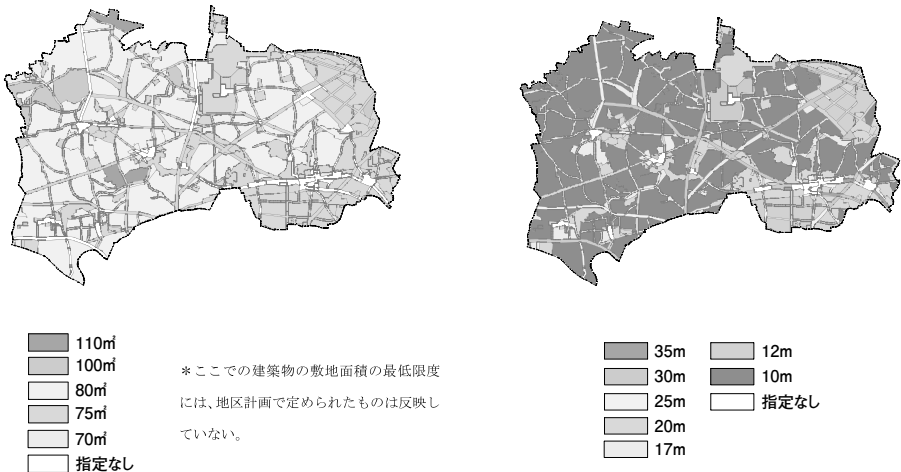 110㎡
100㎡
80㎡
75㎡
70㎡
指定なし
＊ここでの建築物の敷地面積の最低限度
には、地区計画で定められたものは反映し
ていない。
35m
30m
25m
20m
17m
12m
10m
指定なし